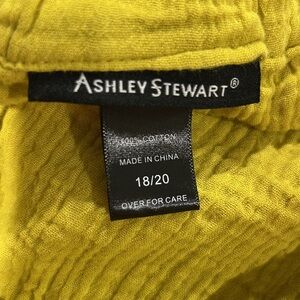 ASHLEY STEWART®
100% COTTON
MADE IN CHINA
18/20
OVER FOR CARE